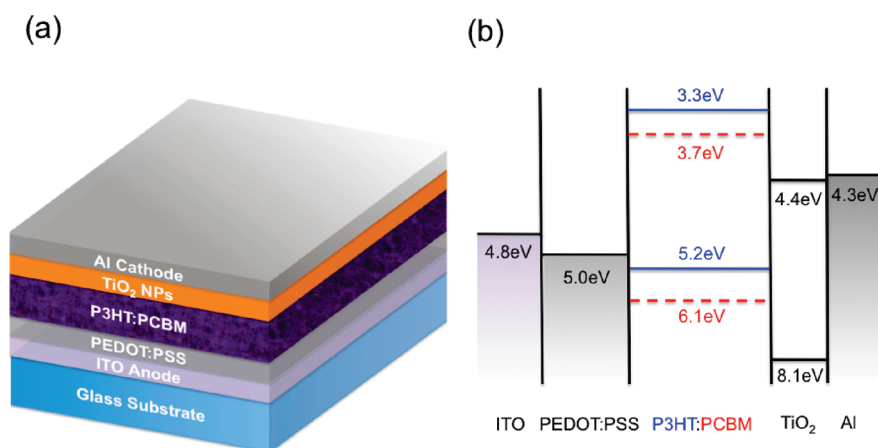 (a)
Al Cathode
TiO₂ NPs
P3HT:PCBM
PEDOT:PSS
ITO Anode
Glass Substrate
(b)
3.3eV
3.7eV
4.4eV
4.3eV
4.8eV
5.0eV
5.2eV
6.1eV
8.1eV
ITO PEDOT:PSS P3HT:PCBM TiO₂ Al